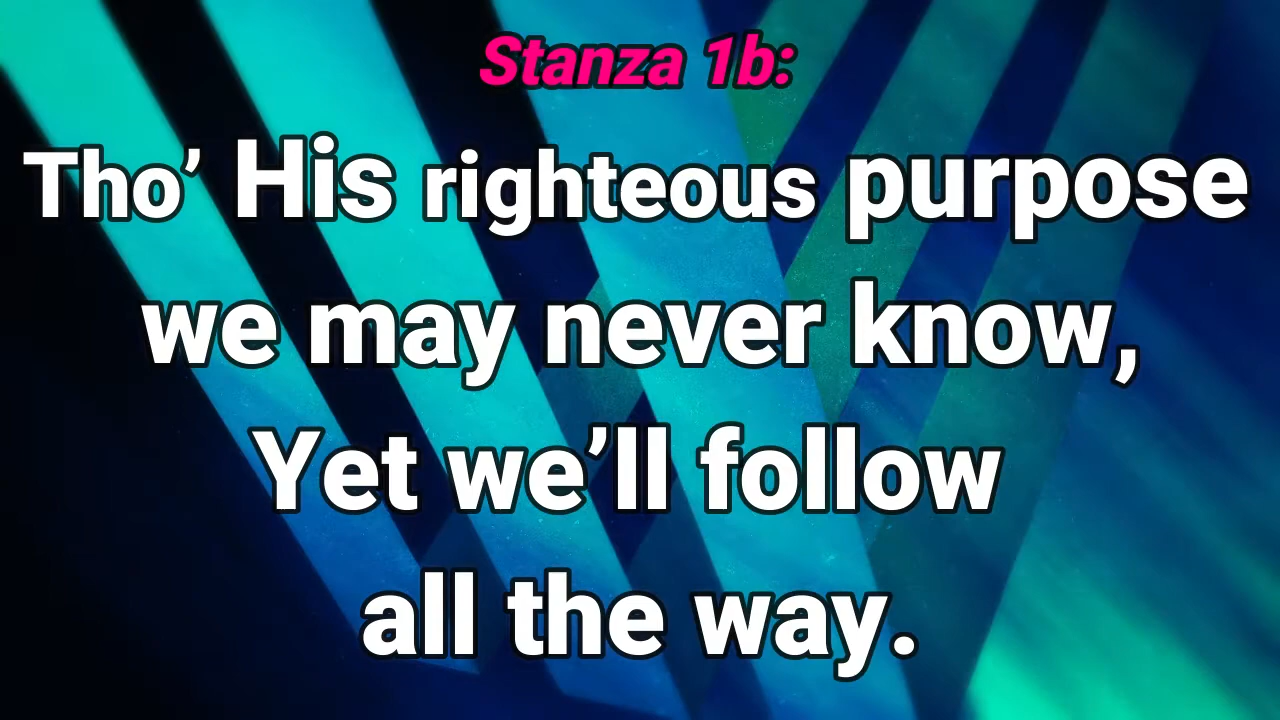 Stanza 1b:
Tho’ His righteous purpose
we may never know,
Yet we’ll follow
all the way.